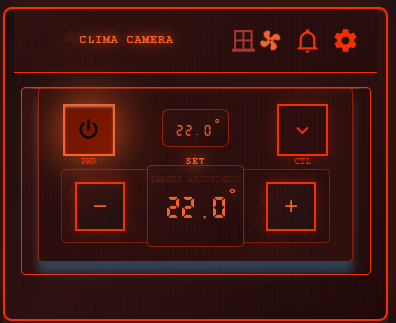 CLIMA CAMERA
22.0°
PWR
SET
CTL
TARGET ADJUSTMENT
−
22.0°
+